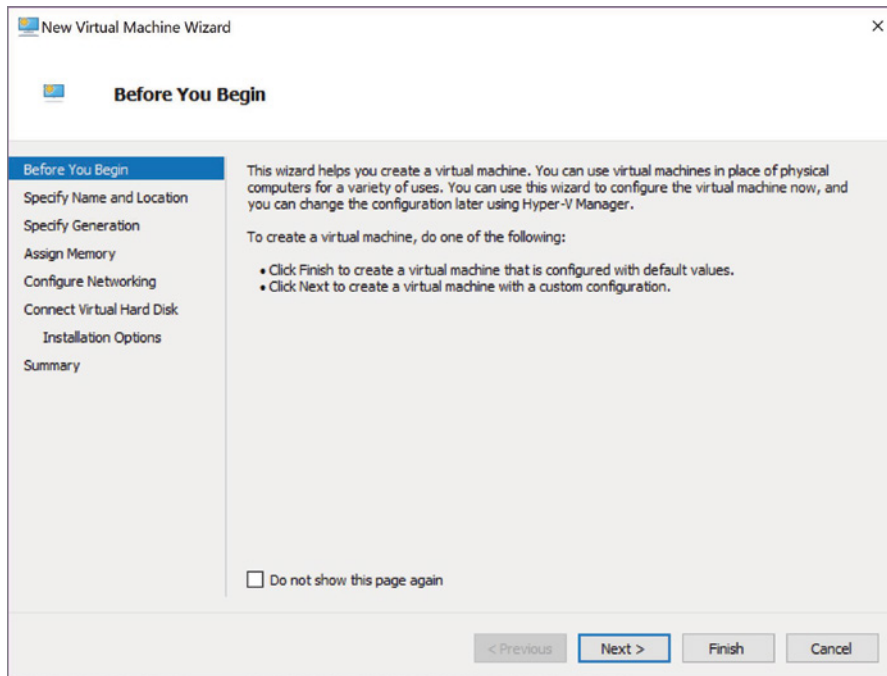 New Virtual Machine Wizard
Before You Begin
Before You Begin
Specify Name and Location
Specify Generation
Assign Memory
Configure Networking
Connect Virtual Hard Disk
Installation Options
Summary
This wizard helps you create a virtual machine. You can use virtual machines in place of physical
computers for a variety of uses. You can use this wizard to configure the virtual machine now, and
you can change the configuration later using Hyper-V Manager.
To create a virtual machine, do one of the following:
• Click Finish to create a virtual machine that is configured with default values.
• Click Next to create a virtual machine with a custom configuration.
Do not show this page again
< Previous
Next >
Finish
Cancel